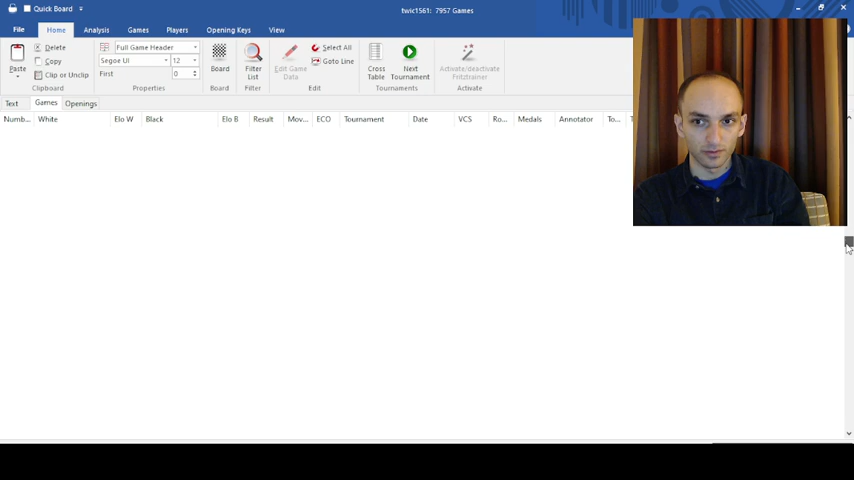 Quick Board
twic1561: 7957 Games
File Home Analysis Games Players Opening Keys View
Paste
Delete
Copy
Clip or Unclip
Clipboard
Full Game Header
Segoe UI 12
First 0
Properties
Board
Board
Filter List
Filter
Edit Game Data
Select All
Goto Line
Edit
Cross Table
Next Tournament
Tournaments
Activate/deactivate Fritztrainer
Activate
Text Games Openings
Numb... White Elo W Black Elo B Result Mov... ECO Tournament Date VCS Ro... Medals Annotator To...